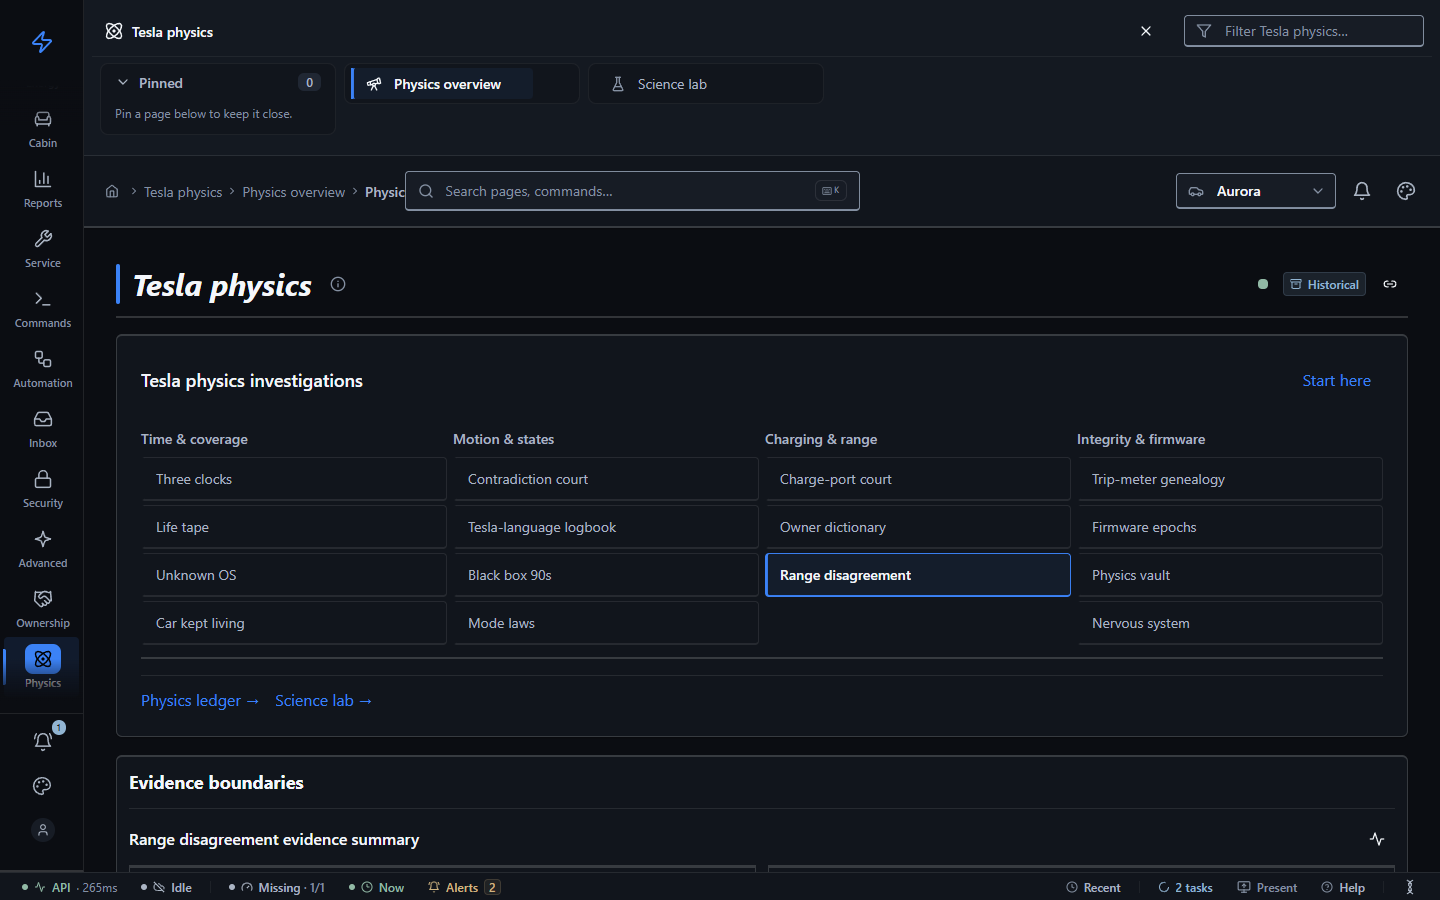 Tesla physics
Filter Tesla physics...
Pinned
0
Pin a page below to keep it close.
Physics overview
Science lab
Cabin
Reports
Service
Commands
Automation
Inbox
Security
Advanced
Ownership
Physics
1
Tesla physics
Physics overview
Physic
Search pages, commands...
K
Aurora
Tesla physics
Historical
Tesla physics investigations
Start here
Time & coverage
Three clocks
Life tape
Unknown OS
Car kept living
Motion & states
Contradiction court
Tesla-language logbook
Black box 90s
Mode laws
Charging & range
Charge-port court
Owner dictionary
Range disagreement
Integrity & firmware
Trip-meter genealogy
Firmware epochs
Physics vault
Nervous system
Physics ledger →
Science lab →
Evidence boundaries
Range disagreement evidence summary
API · 265ms
Idle
Missing · 1/1
Now
Alerts 2
Recent
2 tasks
Present
Help